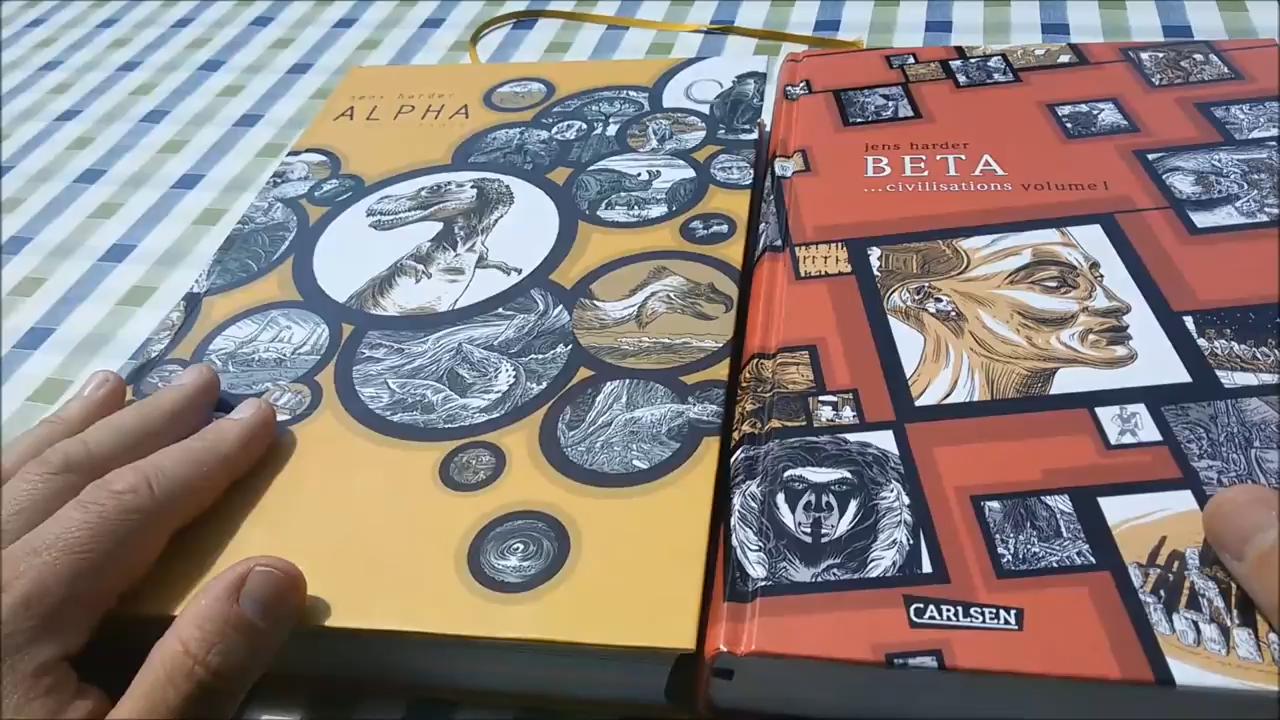 jens harder
ALPHA
jens harder
BETA
...civilisations volume I
CARLSEN